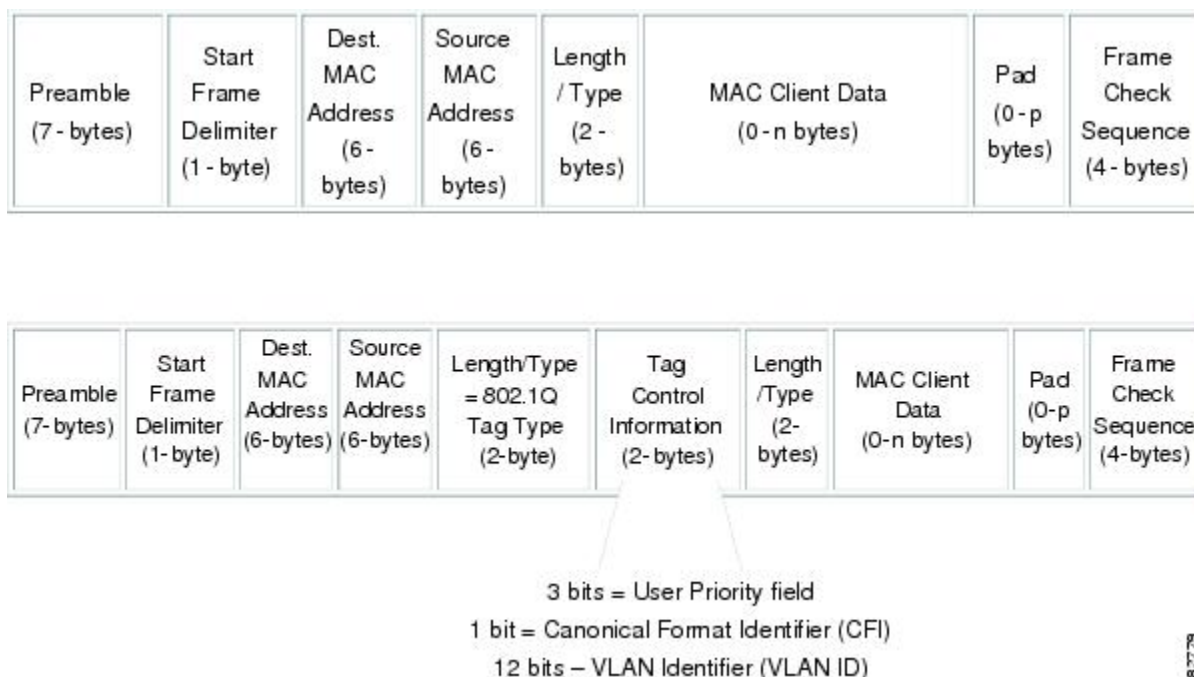 Preamble
(7 - bytes)
Start
Frame
Delimiter
(1 - byte)
Dest.
MAC
Address
(6 -
bytes)
Source
MAC
Address
(6 -
bytes)
Length
/ Type
(2 -
bytes)
MAC Client Data
(0 - n bytes)
Pad
(0 - p
bytes)
Frame
Check
Sequence
(4 - bytes)
Preamble
(7- bytes)
Start
Frame
Delimiter
(1- byte)
Dest.
MAC
Address
(6-bytes)
Source
MAC
Address
(6-bytes)
Length/Type
= 802.1Q
Tag Type
(2-byte)
Tag
Control
Information
(2- bytes)
Length
/Type
(2-
bytes)
MAC Client
Data
(0-n bytes)
Pad
(0-p
bytes)
Frame
Check
Sequence
(4-bytes)
3 bits = User Priority field
1 bit = Canonical Format Identifier (CFI)
12 bits – VLAN Identifier (VLAN ID)